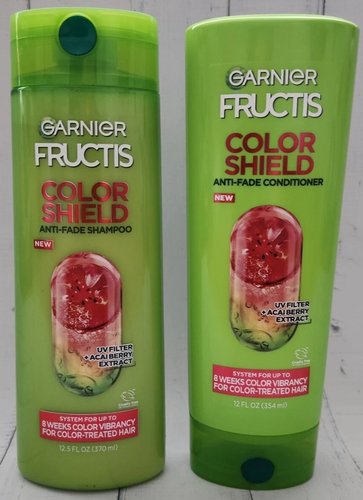 GARNIER
FRUCTIS
COLOR
SHIELD
ANTI-FADE SHAMPOO
NEW
UV FILTER
+ ACAI BERRY
EXTRACT
SYSTEM FOR UP TO
8 WEEKS COLOR VIBRANCY
FOR COLOR-TREATED HAIR
12.5 FL OZ (370 ml)
GARNIER
FRUCTIS
COLOR
SHIELD
ANTI-FADE CONDITIONER
NEW
UV FILTER
+ ACAI BERRY
EXTRACT
SYSTEM FOR UP TO
8 WEEKS COLOR VIBRANCY
FOR COLOR-TREATED HAIR
12 FL OZ (354 ml)